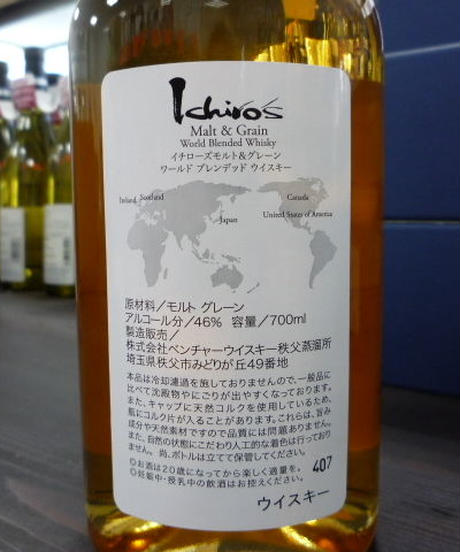 Ichiro's
Malt & Grain
World Blended Whisky
イチローズモルト&グレーン
ワールド ブレンデッド ウイスキー
Ireland Scotland
Canada
Japan
United States of America
原材料／モルト グレーン
アルコール分／46% 容量／700ml
製造販売／
株式会社ベンチャーウイスキー秩父蒸溜所
埼玉県秩父市みどりが丘49番地
本品は冷却濾過を施しておりませんので、一般品に
比べて沈澱物やにごりが出やすくなっております。
また、キャップに天然コルクを使用しているため、
瓶にコルク片が入ることがあります。これらは、旨み
成分や天然素材ですので品質には問題ありません。
また、自然の状態にこだわり人工的な着色は行っており
ません。尚、ボトルは立てて保管してください。
◎お酒は20歳になってから楽しく適量を。
◎妊娠中・授乳中の飲酒はお控えください。
407
ウイスキー